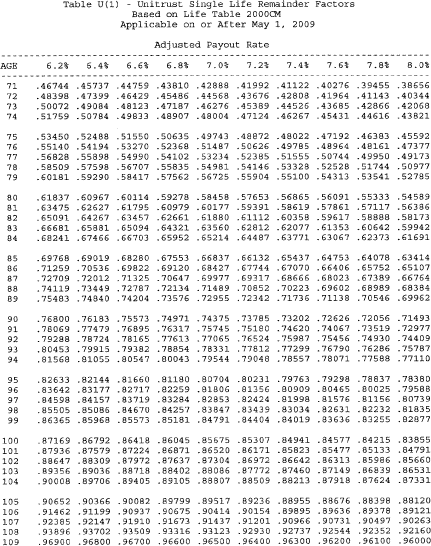 Table U(1) - Unitrust Single Life Remainder Factors
Based on Life Table 2000CM
Applicable on or After May 1, 2009
Adjusted Payout Rate
AGE 6.2% 6.4% 6.6% 6.8% 7.0% 7.2% 7.4% 7.6% 7.8% 8.0%
71 .46744 .45737 .44759 .43810 .42888 .41992 .41122 .40276 .39455 .38656
72 .48398 .47399 .46429 .45486 .44568 .43676 .42808 .41964 .41143 .40344
73 .50072 .49084 .48123 .47187 .46276 .45389 .44526 .43685 .42866 .42068
74 .51759 .50784 .49833 .48907 .48004 .47124 .46267 .45431 .44616 .43821
75 .53450 .52488 .51550 .50635 .49743 .48872 .48022 .47192 .46383 .45592
76 .55140 .54194 .53270 .52368 .51487 .50626 .49785 .48964 .48161 .47377
77 .56828 .55898 .54990 .54102 .53234 .52385 .51555 .50744 .49950 .49173
78 .58509 .57598 .56707 .55835 .54981 .54146 .53328 .52528 .51744 .50977
79 .60181 .59290 .58417 .57562 .56725 .55904 .55100 .54313 .53541 .52785
80 .61837 .60967 .60114 .59278 .58458 .57653 .56865 .56091 .55333 .54589
81 .63475 .62627 .61795 .60979 .60177 .59391 .58619 .57861 .57117 .56386
82 .65091 .64267 .63457 .62661 .61880 .61112 .60358 .59617 .58888 .58173
83 .66681 .65881 .65094 .64321 .63560 .62812 .62077 .61353 .60642 .59942
84 .68241 .67466 .66703 .65952 .65214 .64487 .63771 .63067 .62373 .61691
85 .69768 .69019 .68280 .67553 .66837 .66132 .65437 .64753 .64078 .63414
86 .71259 .70536 .69822 .69120 .68427 .67744 .67070 .66406 .65752 .65107
87 .72709 .72012 .71325 .70647 .69977 .69317 .68666 .68023 .67389 .66764
88 .74119 .73449 .72787 .72134 .71489 .70852 .70223 .69602 .68989 .68384
89 .75483 .74840 .74204 .73576 .72955 .72342 .71736 .71138 .70546 .69962
90 .76800 .76183 .75573 .74971 .74375 .73785 .73202 .72626 .72056 .71493
91 .78069 .77479 .76895 .76317 .75745 .75180 .74620 .74067 .73519 .72977
92 .79288 .78724 .78165 .77613 .77065 .76524 .75987 .75456 .74930 .74409
93 .80453 .79915 .79382 .78854 .78331 .77812 .77299 .76790 .76286 .75787
94 .81568 .81055 .80547 .80043 .79544 .79048 .78557 .78071 .77588 .77110
95 .82633 .82144 .81660 .81180 .80704 .80231 .79763 .79298 .78837 .78380
96 .83642 .83177 .82717 .82259 .81806 .81356 .80909 .80465 .80025 .79588
97 .84598 .84157 .83719 .83284 .82853 .82424 .81998 .81576 .81156 .80739
98 .85505 .85086 .84670 .84257 .83847 .83439 .83034 .82631 .82232 .81835
99 .86365 .85968 .85573 .85181 .84791 .84404 .84019 .83636 .83255 .82877
100 .87169 .86792 .86418 .86045 .85675 .85307 .84941 .84577 .84215 .83855
101 .87936 .87579 .87224 .86871 .86520 .86171 .85823 .85477 .85133 .84791
102 .88647 .88309 .87972 .87637 .87304 .86972 .86642 .86313 .85986 .85660
103 .89356 .89036 .88718 .88402 .88086 .87772 .87460 .87149 .86839 .86531
104 .90008 .89706 .89405 .89105 .88807 .88509 .88213 .87918 .87624 .87331
105 .90652 .90366 .90082 .89799 .89517 .89236 .88955 .88676 .88398 .88120
106 .91462 .91199 .90937 .90675 .90414 .90154 .89895 .89636 .89378 .89121
107 .92385 .92147 .91910 .91673 .91437 .91201 .90966 .90731 .90497 .90263
108 .93896 .93702 .93509 .93316 .93123 .92930 .92737 .92544 .92352 .92160
109 .96900 .96800 .96700 .96600 .96500 .96400 .96300 .96200 .96100 .96000